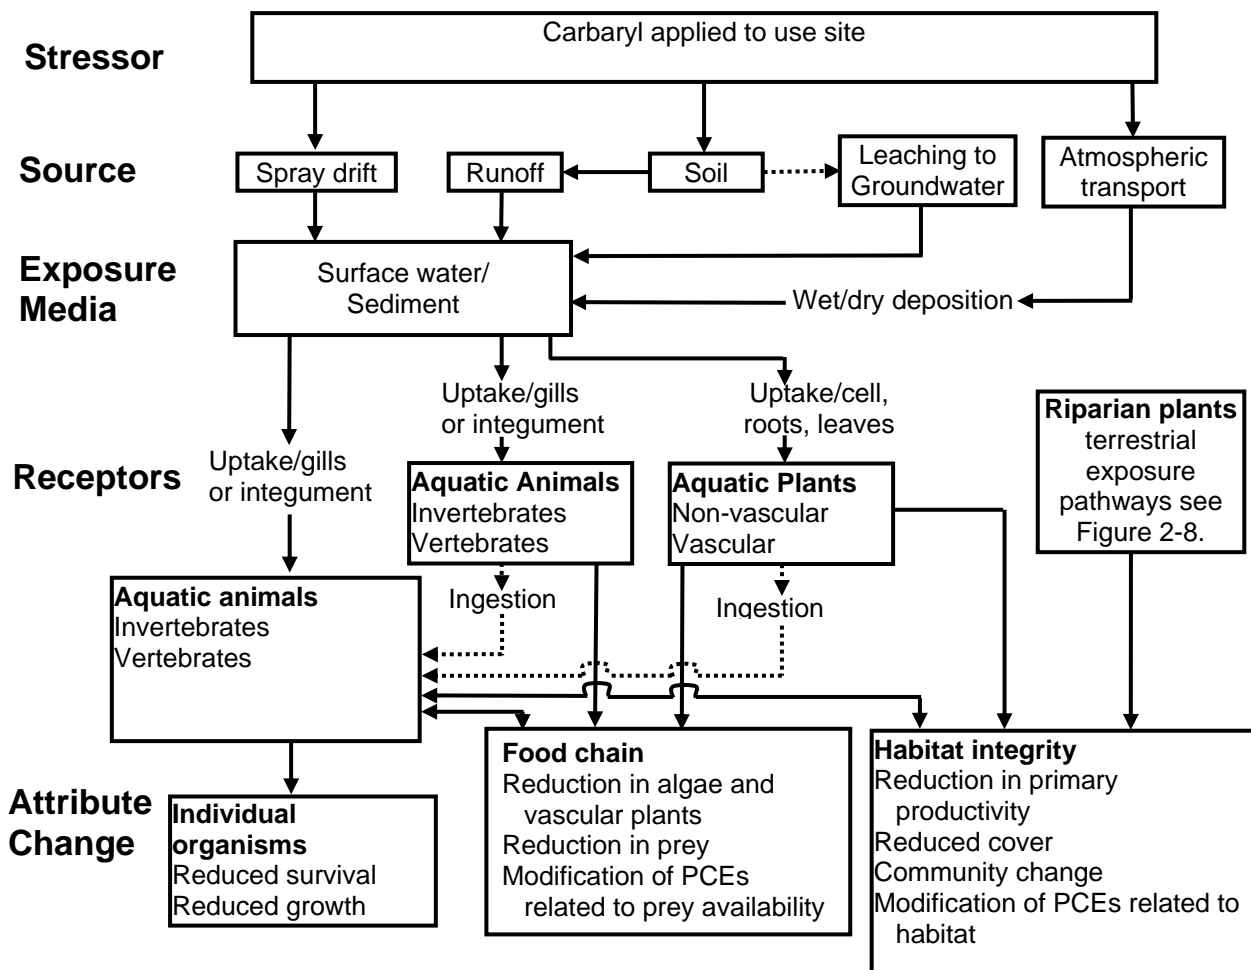 Stressor
Carbaryl applied to use site
Source
Spray drift
Runoff
Soil
Leaching to
Groundwater
Atmospheric
transport
Exposure
Media
Surface water/
Sediment
Wet/dry deposition
Receptors
Uptake/gills
or integument
Uptake/gills
or integument
Uptake/cell,
roots, leaves
Riparian plants
terrestrial
exposure
pathways see
Figure 2-8.
Aquatic Animals
Invertebrates
Vertebrates
Aquatic Plants
Non-vascular
Vascular
Ingestion
Ingestion
Aquatic animals
Invertebrates
Vertebrates
Attribute
Change
Individual
organisms
Reduced survival
Reduced growth
Food chain
Reduction in algae and
vascular plants
Reduction in prey
Modification of PCEs
related to prey availability
Habitat integrity
Reduction in primary
productivity
Reduced cover
Community change
Modification of PCEs related to
habitat